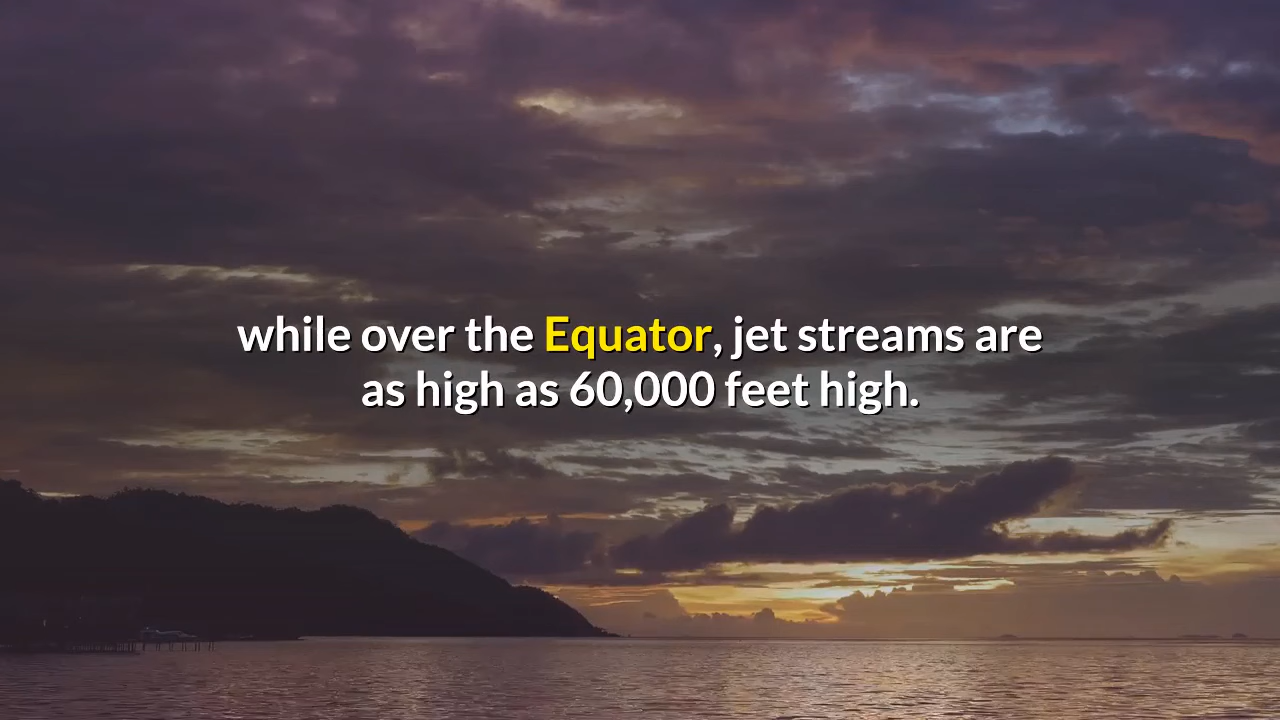 while over the Equator, jet streams are
as high as 60,000 feet high.